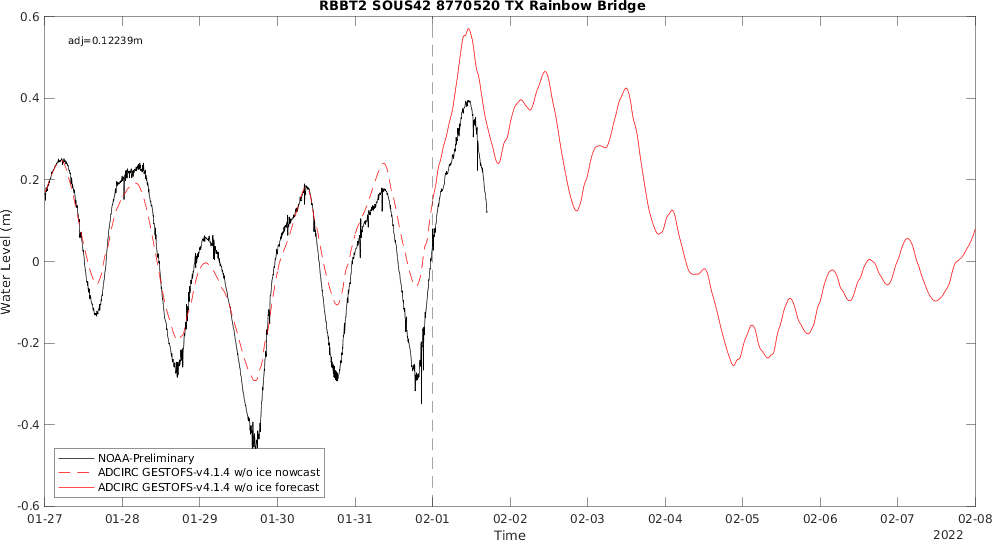 RBBT2 SOUS42 8770520 TX Rainbow Bridge
adj=0.12239m
Water Level (m)
0.6
0.4
0.2
0
-0.2
-0.4
-0.6
NOAA-Preliminary
ADCIRC GESTOFS-v4.1.4 w/o ice nowcast
ADCIRC GESTOFS-v4.1.4 w/o ice forecast
01-27 01-28 01-29 01-30 01-31 02-01 02-02 02-03 02-04 02-05 02-06 02-07 02-08
Time
2022